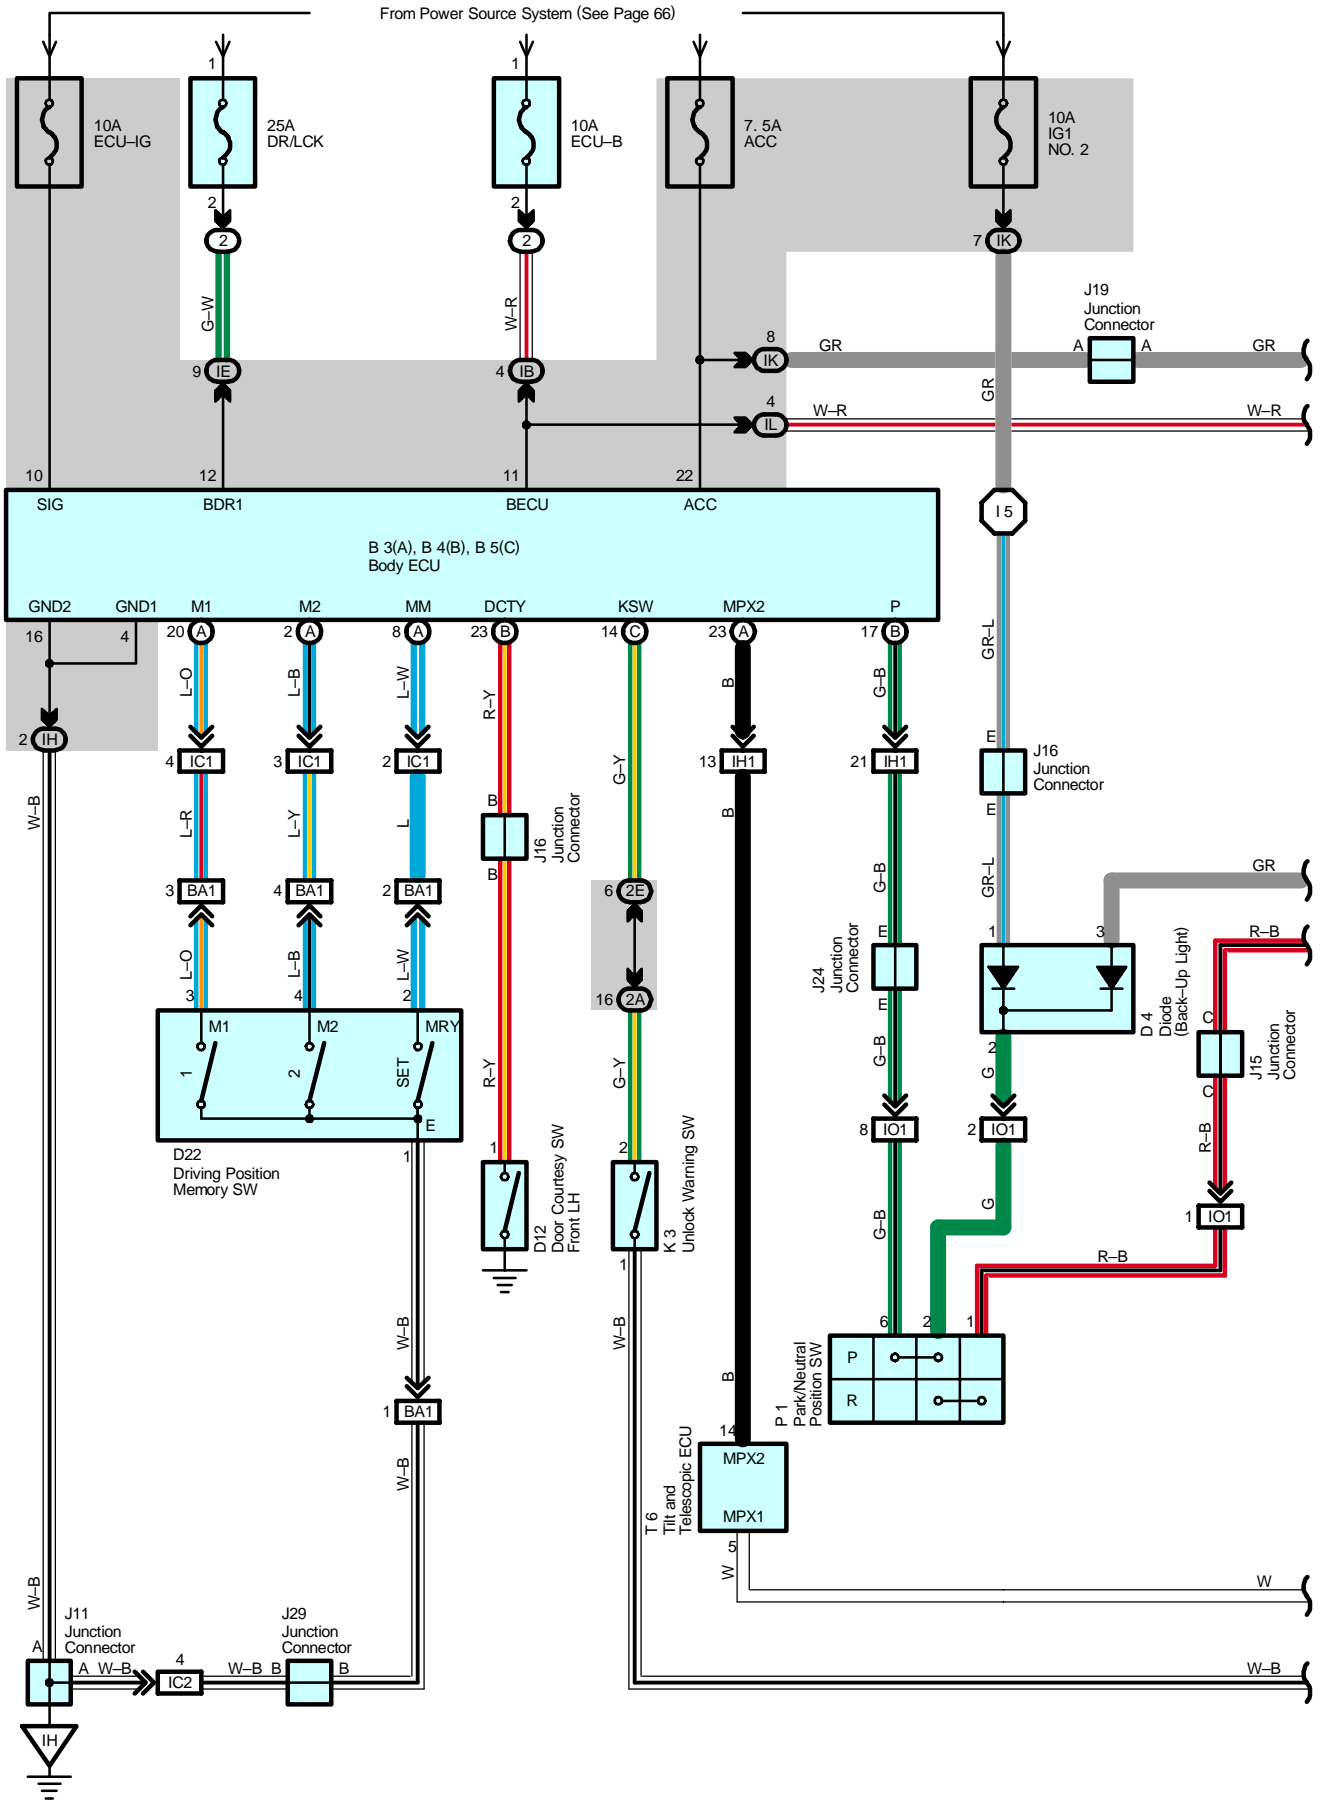 From Power Source System (See Page 66)
1
1
10A
ECU–IG
25A
DR/LCK
10A
ECU–B
7. 5A
ACC
10A
IG1
NO. 2
2
2
2
2
7
IK
G–W
W–R
J19
Junction
Connector
9
IE
4
IB
8
IK
GR
A
A
GR
GR
4
IL
W–R
W–R
10
12
11
22
SIG
BDR1
BECU
ACC
I 5
B 3(A), B 4(B), B 5(C)
Body ECU
GND2
GND1
M1
M2
MM
DCTY
KSW
MPX2
P
16
4
20
A
2
A
8
A
23
B
14
C
23
A
17
B
L–O
L–B
L–W
R–Y
G–Y
B
G–B
GR–L
2
IH
4
IC1
3
IC1
2
IC1
13
IH1
21
IH1
E
J16
Junction
Connector
E
W–B
L–R
L–Y
L
B
J16
Junction
Connector
B
B
G–B
GR–L
GR
3
BA1
4
BA1
2
BA1
6
2E
16
2A
L–O
L–B
L–W
E
J24
Junction
Connector
E
1
3
R–B
D 4
Diode
(Back–Up Light)
3
4
2
M1
M2
MRY
1
2
SET
E
R–Y
G–Y
G–B
2
G
C
J15
Junction
Connector
C
8
IO1
2
IO1
R–B
D22
Driving Position
Memory SW
1
1
D12
Door Courtesy SW
Front LH
2
K 3
Unlock Warning SW
1
G–B
G
1
IO1
R–B
W–B
W–B
B
6
2
1
P 1
Park/Neutral
Position SW
P
R
1
BA1
W–B
14
MPX2
MPX1
T 6
Tilt and
Telescopic ECU
5
W
W
W–B
J11
Junction
Connector
J29
Junction
Connector
A
A
W–B
4
IC2
W–B
B
B
W–B
IH